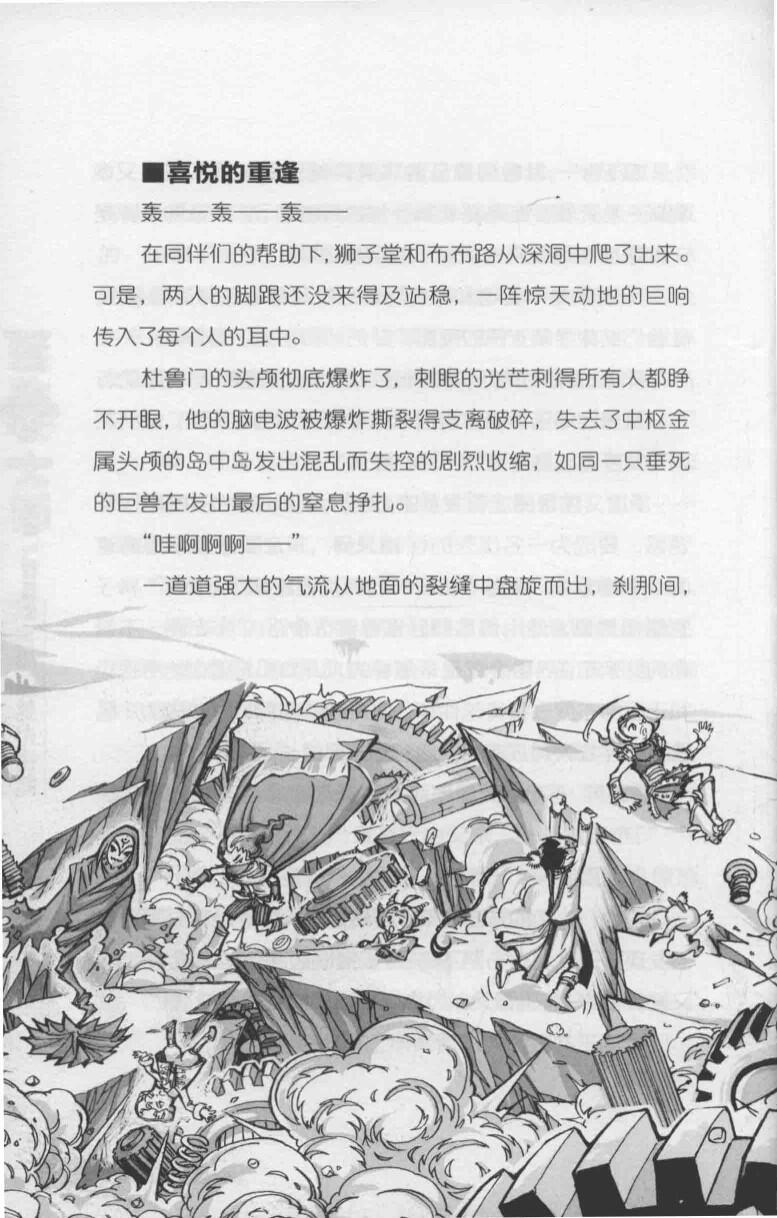 ■喜悦的重逢
轰——轰——轰——
在同伴们的帮助下,狮子堂和布布路从深洞中爬了出来。
可是，两人的脚跟还没来得及站稳，一阵惊天动地的巨响
传入了每个人的耳中。
杜鲁门的头颅彻底爆炸了，刺眼的光芒刺得所有人都睁
不开眼，他的脑电波被爆炸撕裂得支离破碎，失去了中枢金
属头颅的岛中岛发出混乱而失控的剧烈收缩，如同一只垂死
的巨兽在发出最后的窒息挣扎。
“哇啊啊啊——”
一道道强大的气流从地面的裂缝中盘旋而出，刹那间，